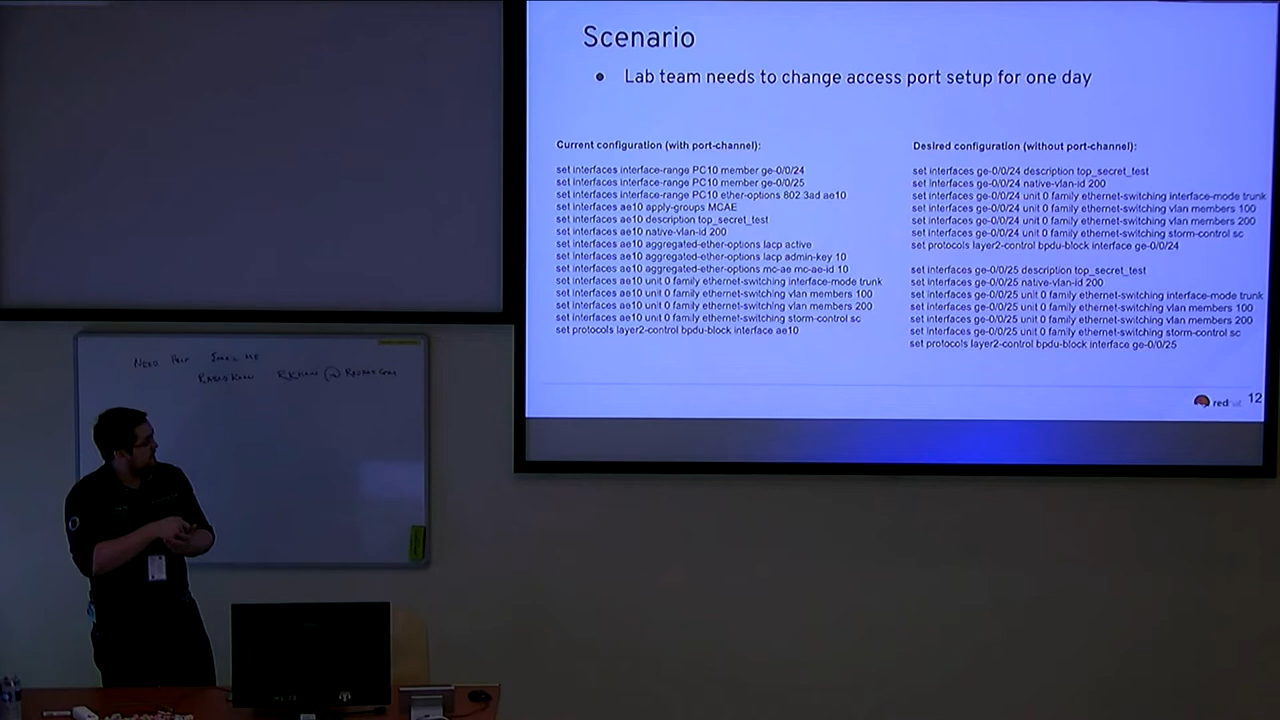 Scenario
● Lab team needs to change access port setup for one day
Current configuration (with port-channel):
set interfaces interface-range PC10 member ge-0/0/24
set interfaces interface-range PC10 member ge-0/0/25
set interfaces interface-range PC10 ether-options 802.3ad ae10
set interfaces ae10 apply-groups MCAE
set interfaces ae10 description top_secret_test
set interfaces ae10 native-vlan-id 200
set interfaces ae10 aggregated-ether-options lacp active
set interfaces ae10 aggregated-ether-options lacp admin-key 10
set interfaces ae10 aggregated-ether-options mc-ae mc-ae-id 10
set interfaces ae10 unit 0 family ethernet-switching interface-mode trunk
set interfaces ae10 unit 0 family ethernet-switching vlan members 100
set interfaces ae10 unit 0 family ethernet-switching vlan members 200
set interfaces ae10 unit 0 family ethernet-switching storm-control sc
set protocols layer2-control bpdu-block interface ae10
Desired configuration (without port-channel):
set interfaces ge-0/0/24 description top_secret_test
set interfaces ge-0/0/24 native-vlan-id 200
set interfaces ge-0/0/24 unit 0 family ethernet-switching interface-mode trunk
set interfaces ge-0/0/24 unit 0 family ethernet-switching vlan members 100
set interfaces ge-0/0/24 unit 0 family ethernet-switching vlan members 200
set interfaces ge-0/0/24 unit 0 family ethernet-switching storm-control sc
set protocols layer2-control bpdu-block interface ge-0/0/24
set interfaces ge-0/0/25 description top_secret_test
set interfaces ge-0/0/25 native-vlan-id 200
set interfaces ge-0/0/25 unit 0 family ethernet-switching interface-mode trunk
set interfaces ge-0/0/25 unit 0 family ethernet-switching vlan members 100
set interfaces ge-0/0/25 unit 0 family ethernet-switching vlan members 200
set interfaces ge-0/0/25 unit 0 family ethernet-switching storm-control sc
set protocols layer2-control bpdu-block interface ge-0/0/25
redhat 12
NEED HELP EMAIL ME